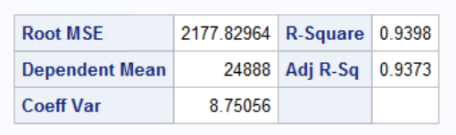 Root MSE 2177.82964 R-Square 0.9398
Dependent Mean 24888 Adj R-Sq 0.9373
Coeff Var 8.75056